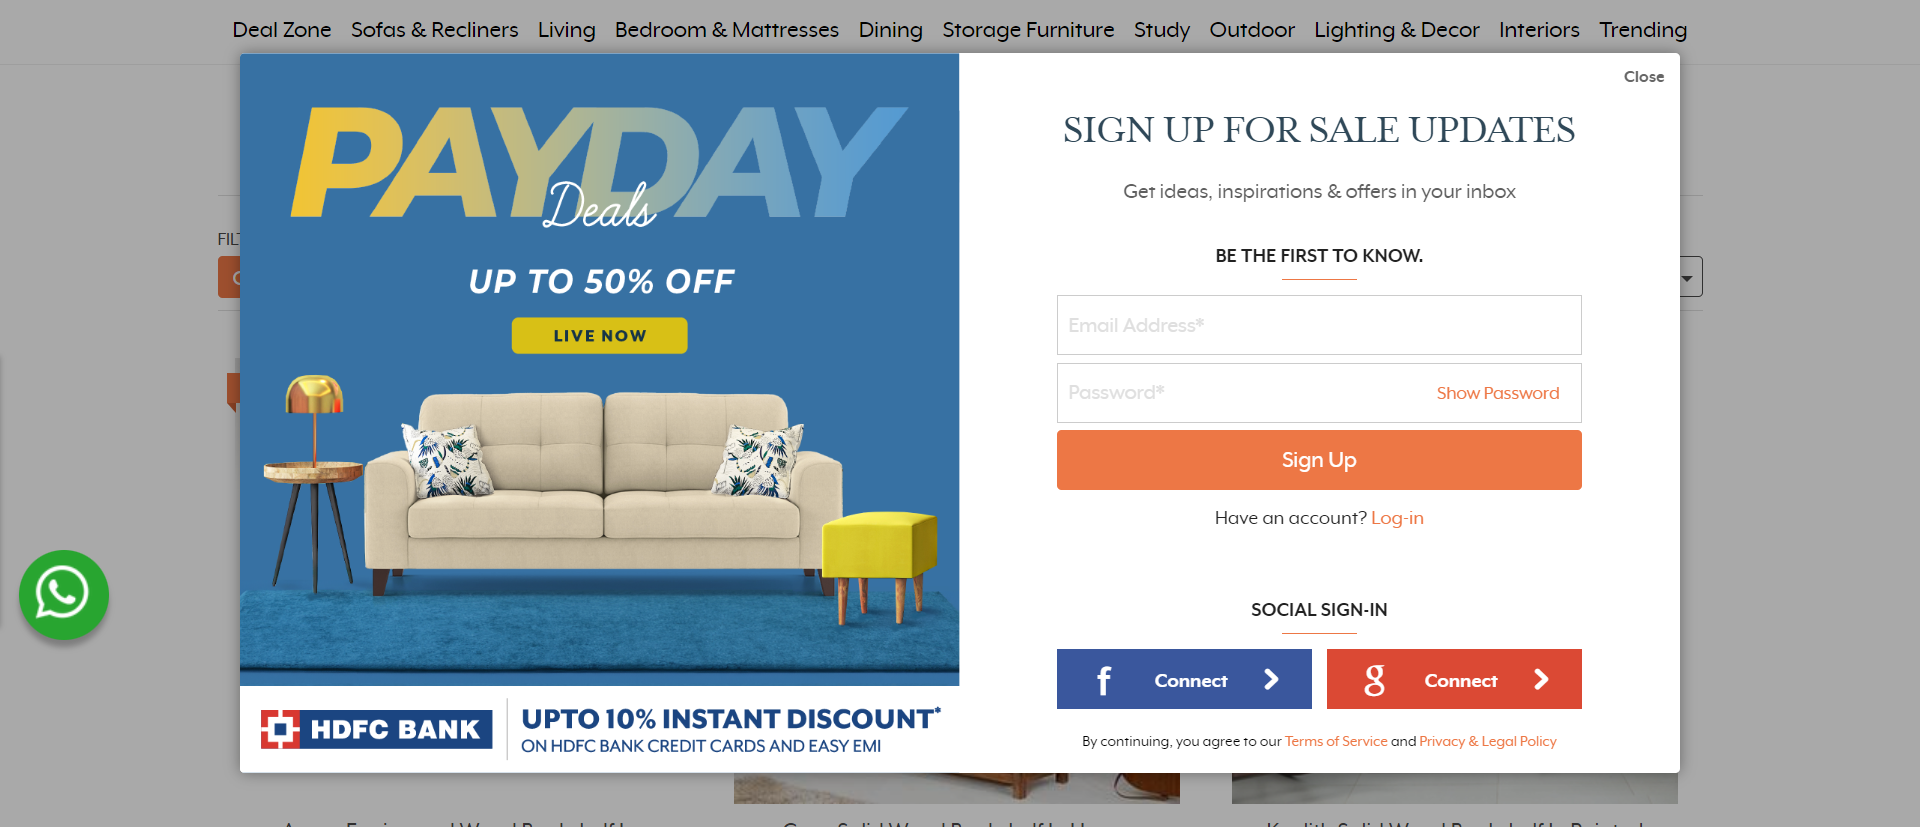 Deal Zone Sofas & Recliners Living Bedroom & Mattresses Dining Storage Furniture Study Outdoor Lighting & Decor Interiors Trending
Close
PAYDAY
Deals
UP TO 50% OFF
LIVE NOW
HDFC BANK
UPTO 10% INSTANT DISCOUNT*
ON HDFC BANK CREDIT CARDS AND EASY EMI
SIGN UP FOR SALE UPDATES
Get ideas, inspirations & offers in your inbox
BE THE FIRST TO KNOW.
Email Address*
Password* Show Password
Sign Up
Have an account? Log-in
SOCIAL SIGN-IN
f Connect
g Connect
By continuing, you agree to our Terms of Service and Privacy & Legal Policy